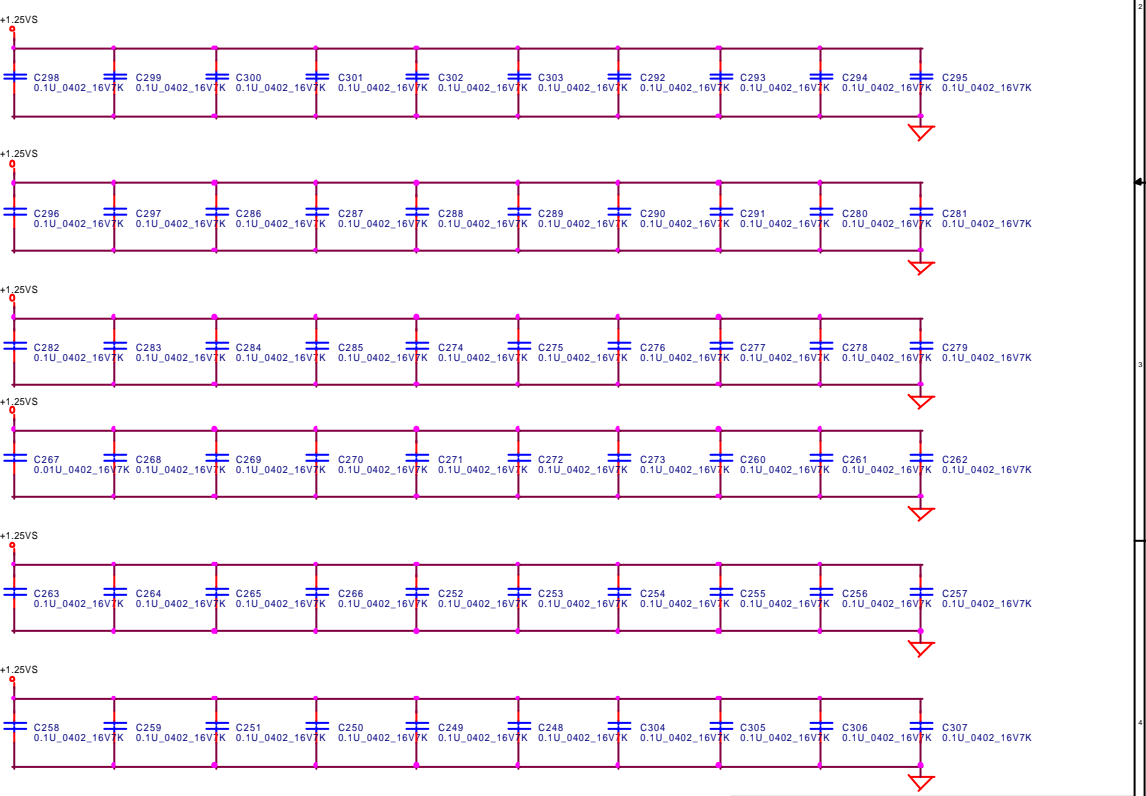 +1.25VS
2
C298 C299 C300 C301 C302 C303 C292 C293 C294 C295
0.1U_0402_16V7K 0.1U_0402_16V7K 0.1U_0402_16V7K 0.1U_0402_16V7K 0.1U_0402_16V7K 0.1U_0402_16V7K 0.1U_0402_16V7K 0.1U_0402_16V7K 0.1U_0402_16V7K 0.1U_0402_16V7K
+1.25VS
C296 C297 C286 C287 C288 C289 C290 C291 C280 C281
0.1U_0402_16V7K 0.1U_0402_16V7K 0.1U_0402_16V7K 0.1U_0402_16V7K 0.1U_0402_16V7K 0.1U_0402_16V7K 0.1U_0402_16V7K 0.1U_0402_16V7K 0.1U_0402_16V7K 0.1U_0402_16V7K
+1.25VS
C282 C283 C284 C285 C274 C275 C276 C277 C278 C279
0.1U_0402_16V7K 0.1U_0402_16V7K 0.1U_0402_16V7K 0.1U_0402_16V7K 0.1U_0402_16V7K 0.1U_0402_16V7K 0.1U_0402_16V7K 0.1U_0402_16V7K 0.1U_0402_16V7K 0.1U_0402_16V7K
3
+1.25VS
C267 C268 C269 C270 C271 C272 C273 C260 C261 C262
0.01U_0402_16V7K 0.1U_0402_16V7K 0.1U_0402_16V7K 0.1U_0402_16V7K 0.1U_0402_16V7K 0.1U_0402_16V7K 0.1U_0402_16V7K 0.1U_0402_16V7K 0.1U_0402_16V7K 0.1U_0402_16V7K
+1.25VS
C263 C264 C265 C266 C252 C253 C254 C255 C256 C257
0.1U_0402_16V7K 0.1U_0402_16V7K 0.1U_0402_16V7K 0.1U_0402_16V7K 0.1U_0402_16V7K 0.1U_0402_16V7K 0.1U_0402_16V7K 0.1U_0402_16V7K 0.1U_0402_16V7K 0.1U_0402_16V7K
+1.25VS
4
C258 C259 C251 C250 C249 C248 C304 C305 C306 C307
0.1U_0402_16V7K 0.1U_0402_16V7K 0.1U_0402_16V7K 0.1U_0402_16V7K 0.1U_0402_16V7K 0.1U_0402_16V7K 0.1U_0402_16V7K 0.1U_0402_16V7K 0.1U_0402_16V7K 0.1U_0402_16V7K